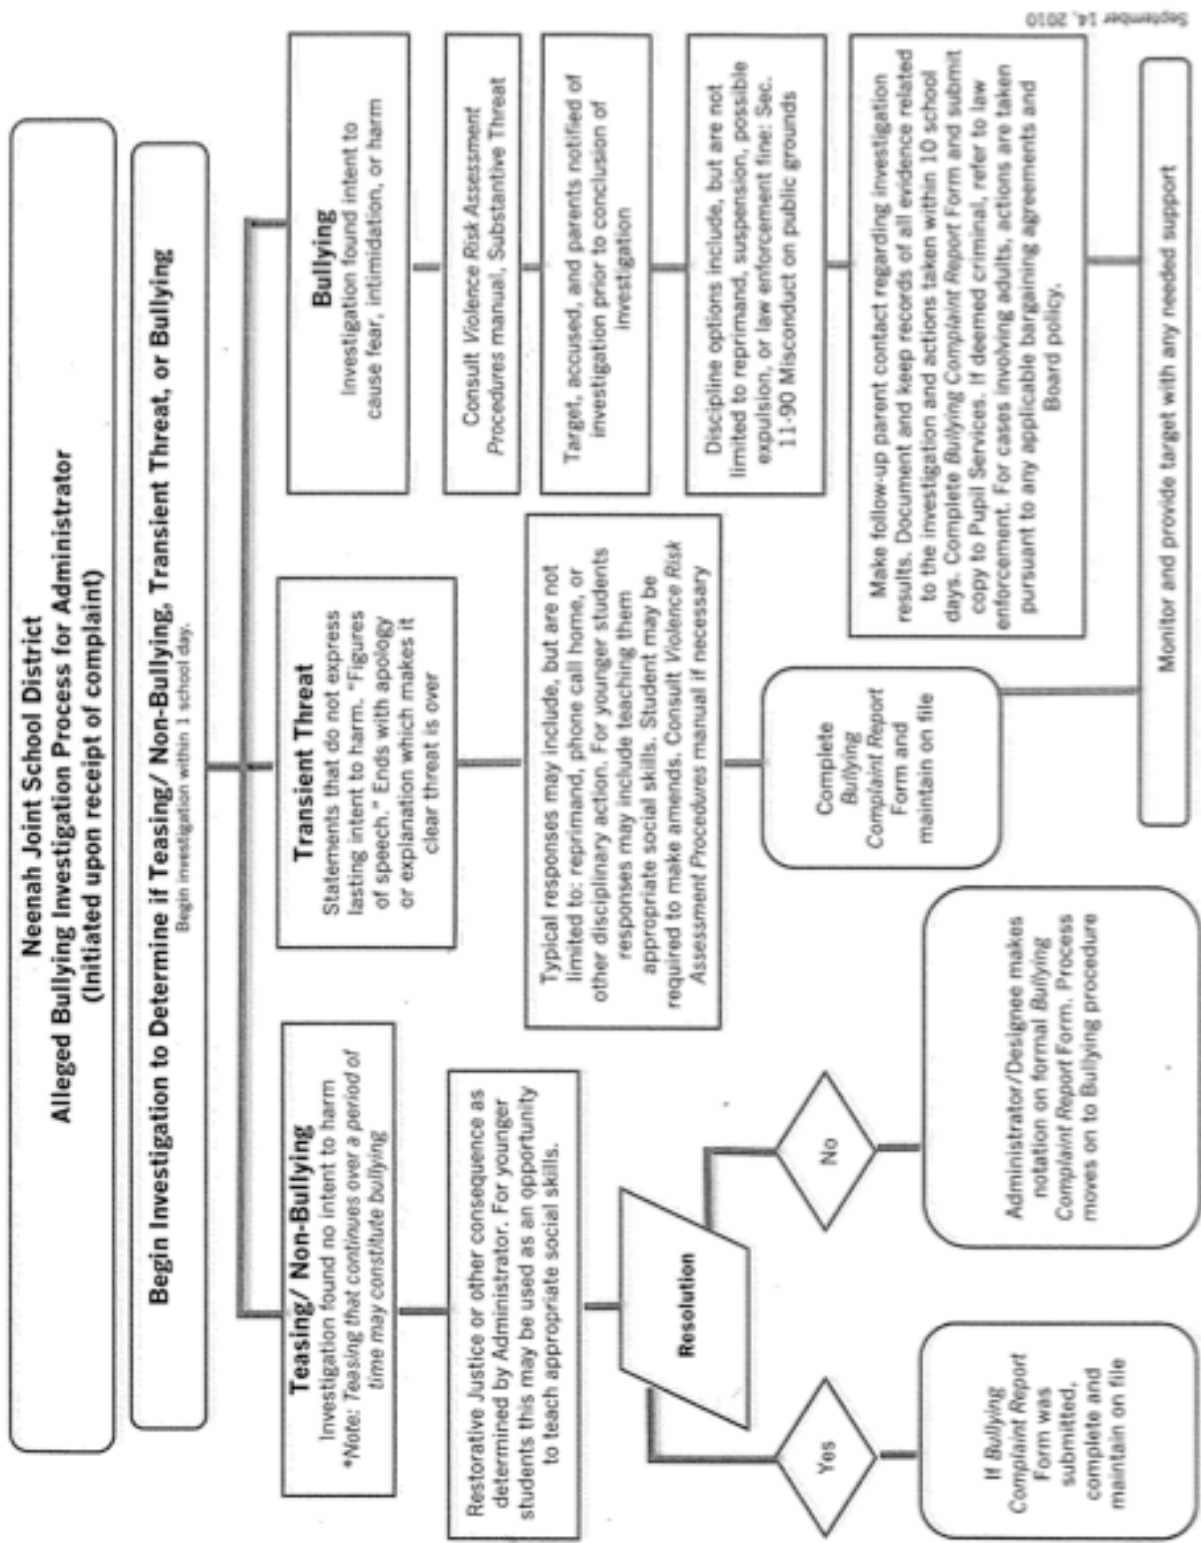 Neenah Joint School District
Alleged Bullying Investigation Process for Administrator
(Initiated upon receipt of complaint)
Begin Investigation to Determine if Teasing/ Non-Bullying, Transient Threat, or Bullying
Begin investigation within 1 school day.
Teasing/ Non-Bullying
Investigation found no intent to harm
*Note: Teasing that continues over a period of
time may constitute bullying
Restorative Justice or other consequence as
determined by Administrator. For younger
students this may be used as an opportunity
to teach appropriate social skills.
Resolution
Yes
No
If Bullying
Complaint Report
Form was
submitted,
complete and
maintain on file
Administrator/Designee makes
notation on formal Bullying
Complaint Report Form. Process
moves on to Bullying procedure
Transient Threat
Statements that do not express
lasting intent to harm. "Figures
of speech." Ends with apology
or explanation which makes it
clear threat is over
Typical responses may include, but are not
limited to: reprimand, phone call home, or
other disciplinary action. For younger students
responses may include teaching them
appropriate social skills. Student may be
required to make amends. Consult Violence Risk
Assessment Procedures manual if necessary
Complete
Bullying
Complaint Report
Form and
maintain on file
Bullying
Investigation found intent to
cause fear, intimidation, or harm
Consult Violence Risk Assessment
Procedures manual, Substantive Threat
Target, accused, and parents notified of
investigation prior to conclusion of
investigation
Discipline options include, but are not
limited to reprimand, suspension, possible
expulsion, or law enforcement fine: Sec.
11-90 Misconduct on public grounds
Make follow-up parent contact regarding investigation
results. Document and keep records of all evidence related
to the investigation and actions taken within 10 school
days. Complete Bullying Complaint Report Form and submit
copy to Pupil Services. If deemed criminal, refer to law
enforcement. For cases involving adults, actions are taken
pursuant to any applicable bargaining agreements and
Board policy.
Monitor and provide target with any needed support
September 14, 2010